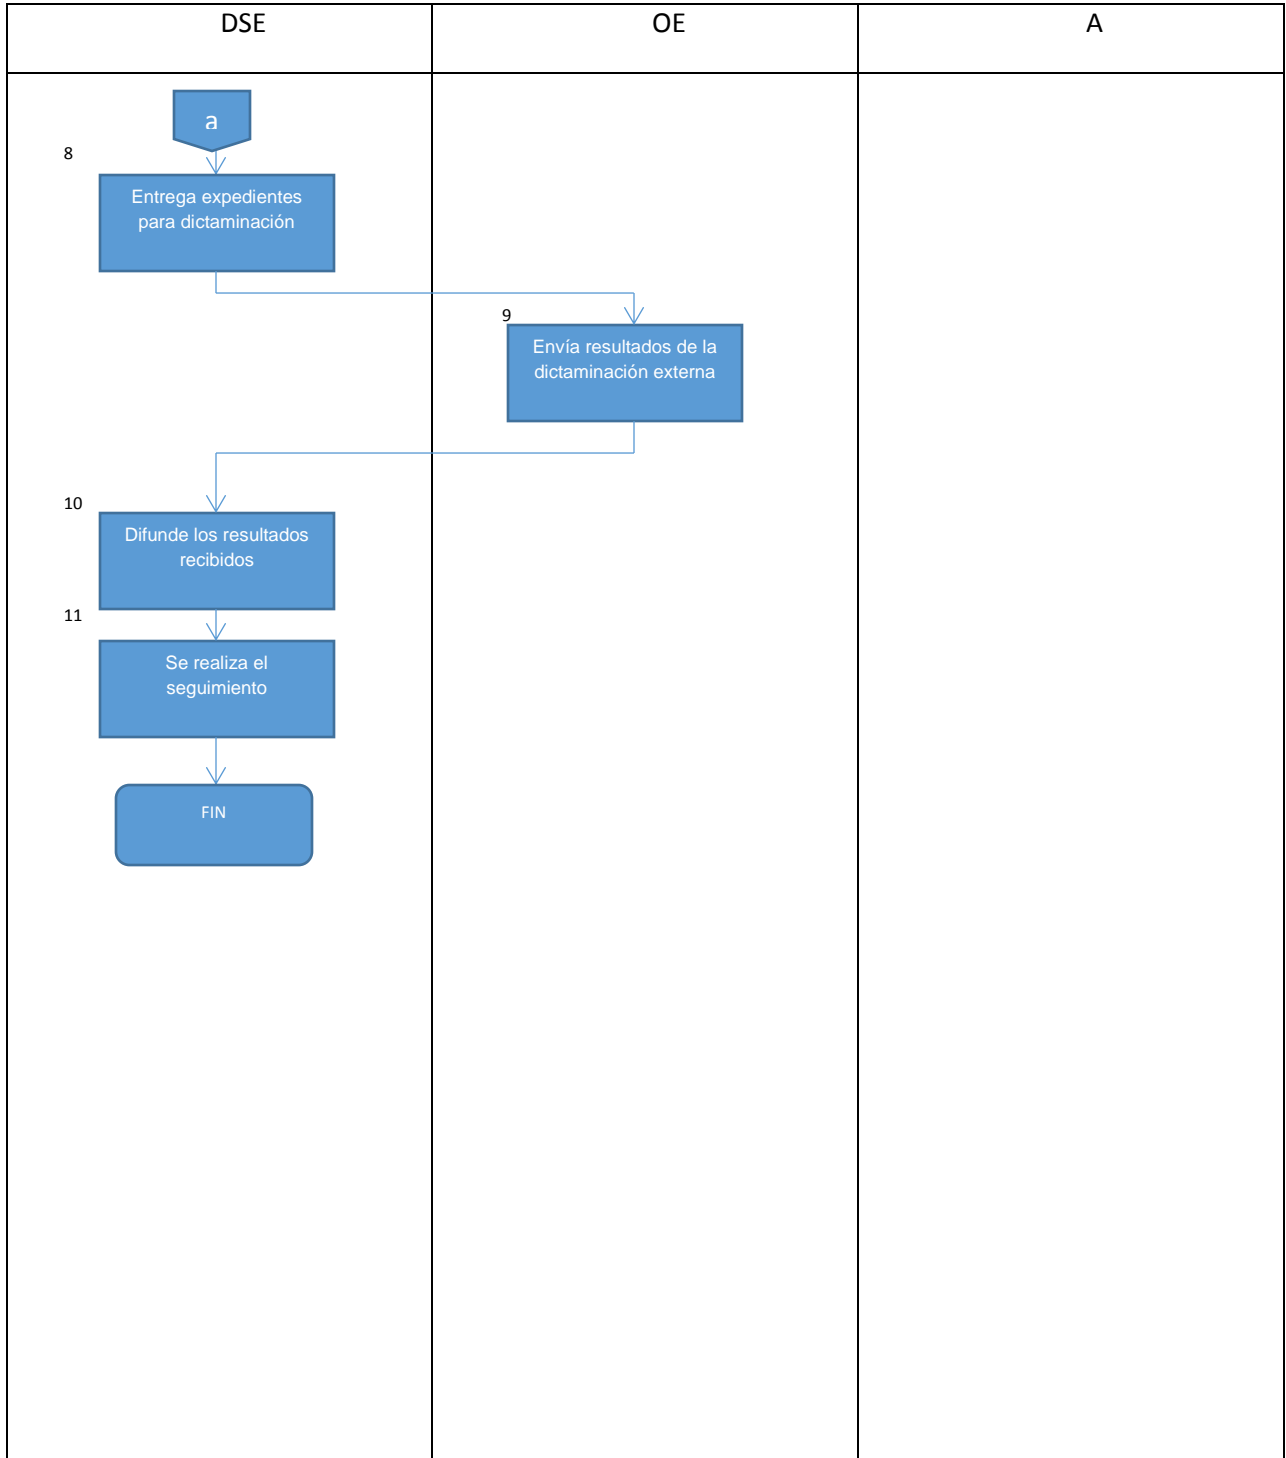 DSE
OE
A
a
8
Entrega expedientes
para dictaminación
9
Envía resultados de la
dictaminación externa
10
Difunde los resultados
recibidos
11
Se realiza el
seguimiento
FIN